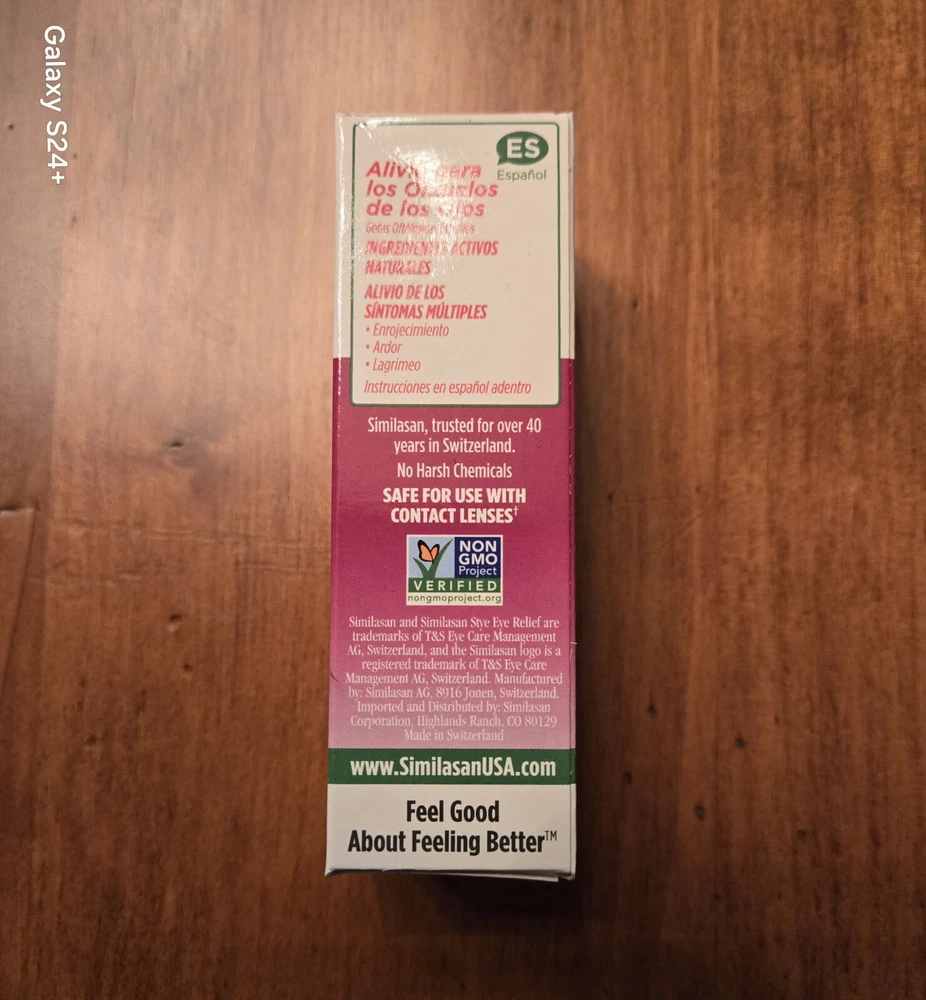 Galaxy S24+
ES
Español
Alivio para
los Orzuelos
de los Ojos
Gotas Oftálmicas Estériles
INGREDIENTES ACTIVOS
NATURALES
ALIVIO DE LOS
SÍNTOMAS MÚLTIPLES
• Enrojecimiento
• Ardor
• Lagrimeo
Instrucciones en español adentro
Similasan, trusted for over 40
years in Switzerland.
No Harsh Chemicals
SAFE FOR USE WITH
CONTACT LENSES†
NON
GMO
Project
VERIFIED
nongmoproject.org
Similasan and Similasan Stye Eye Relief are
trademarks of T&S Eye Care Management
AG, Switzerland, and the Similasan logo is a
registered trademark of T&S Eye Care
Management AG, Switzerland. Manufactured
by: Similasan AG, 8916 Jonen, Switzerland.
Imported and Distributed by: Similasan
Corporation, Highlands Ranch, CO 80129
Made in Switzerland
www.SimilasanUSA.com
Feel Good
About Feeling Better™